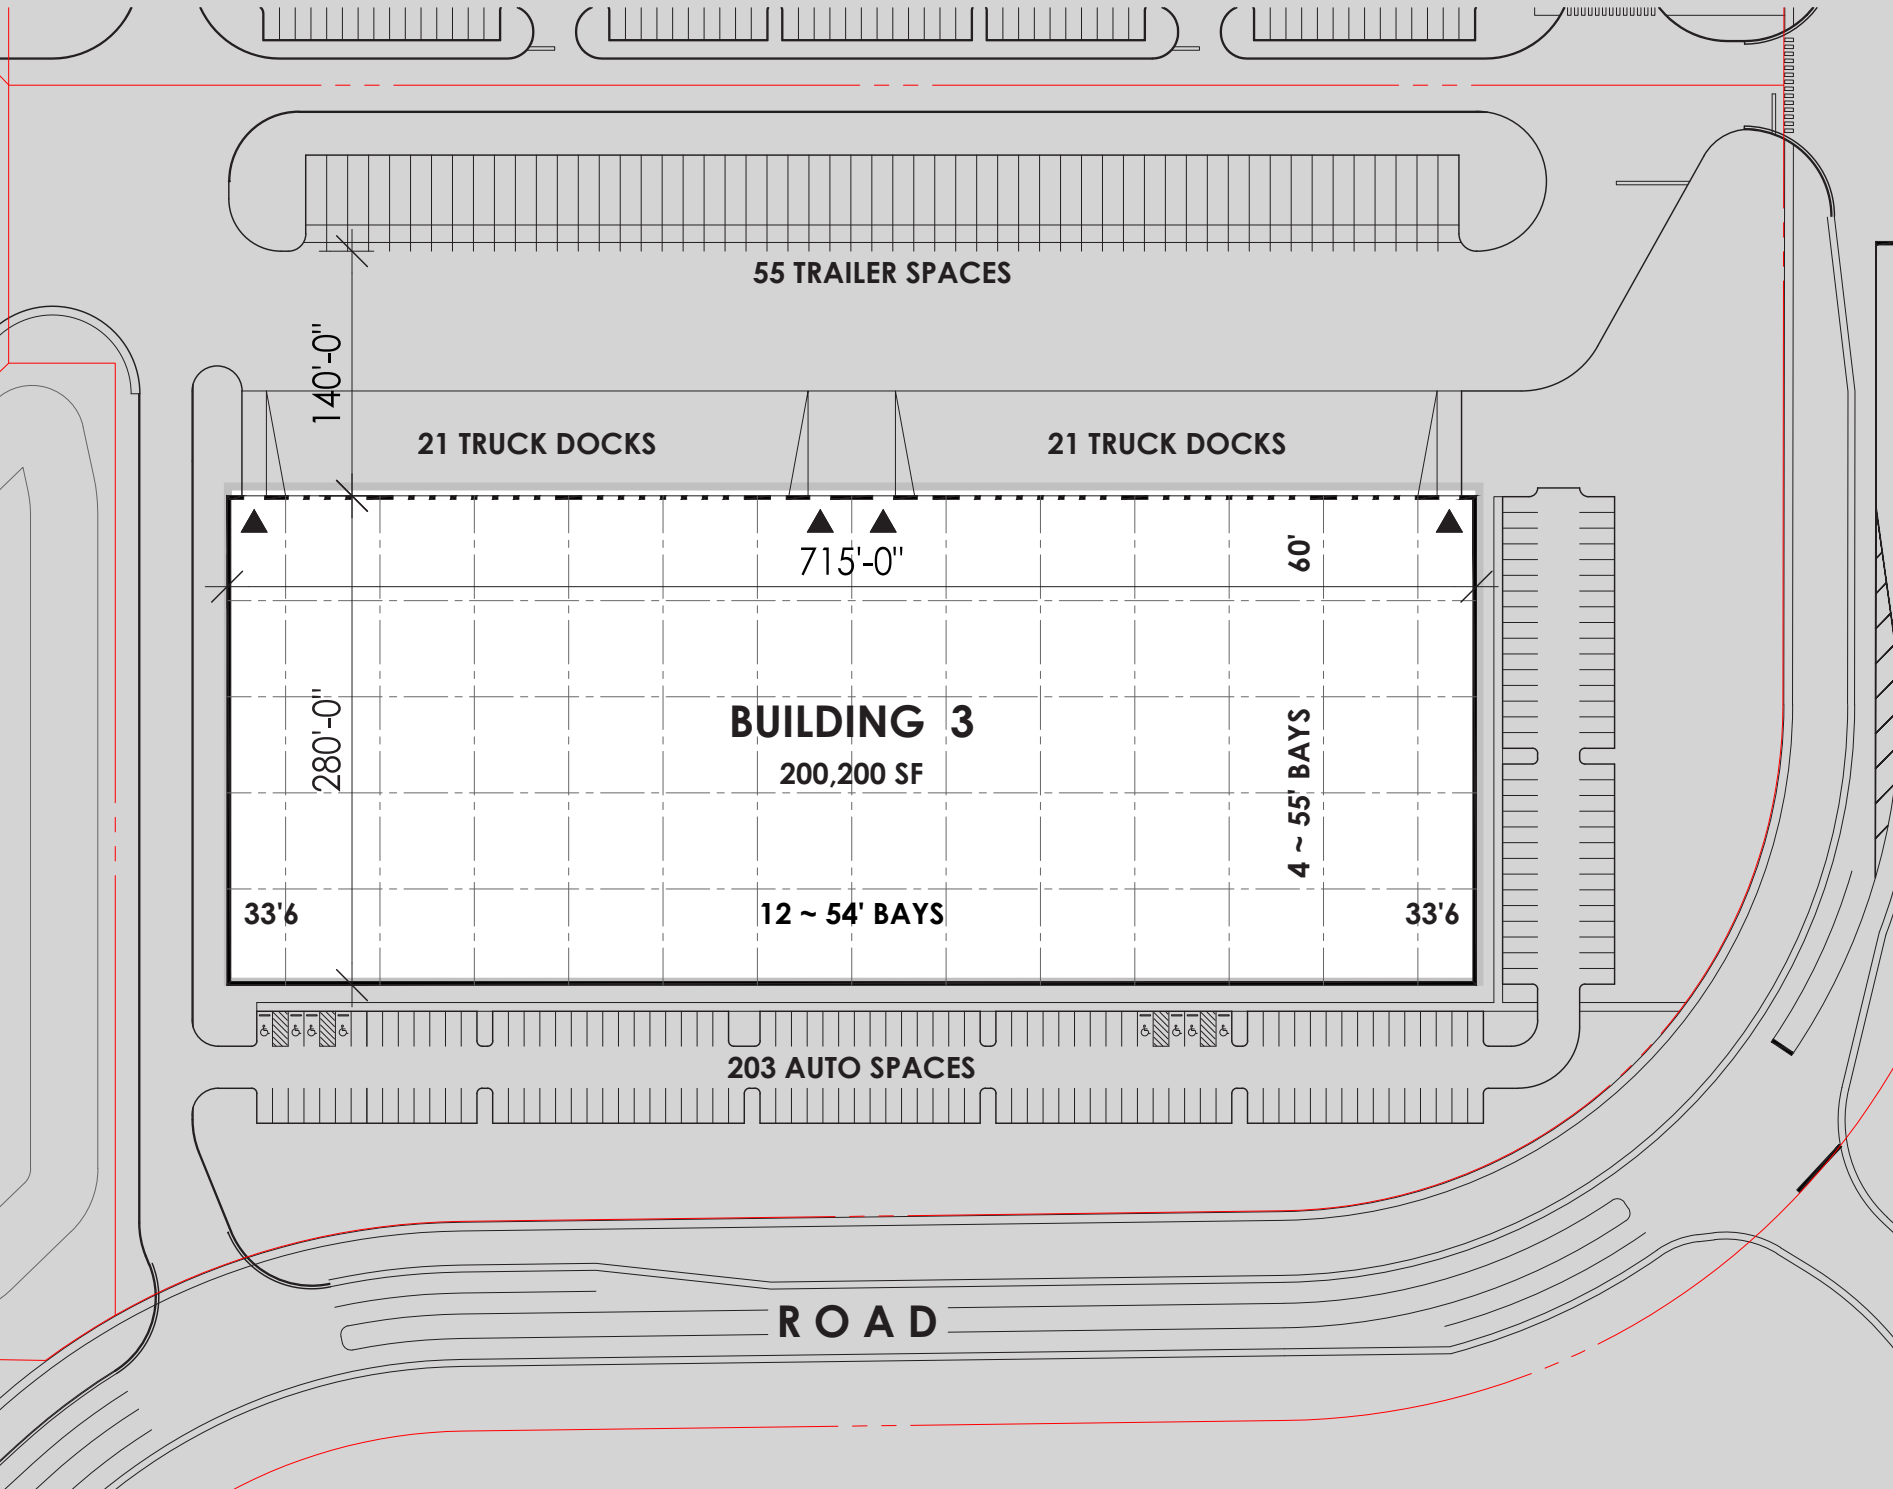 55 TRAILER SPACES
140'-0"
21 TRUCK DOCKS
21 TRUCK DOCKS
715'-0"
60'
BUILDING 3
200,200 SF
280'-0"
4 ~ 55' BAYS
33'6
12 ~ 54' BAYS
33'6
203 AUTO SPACES
ROAD